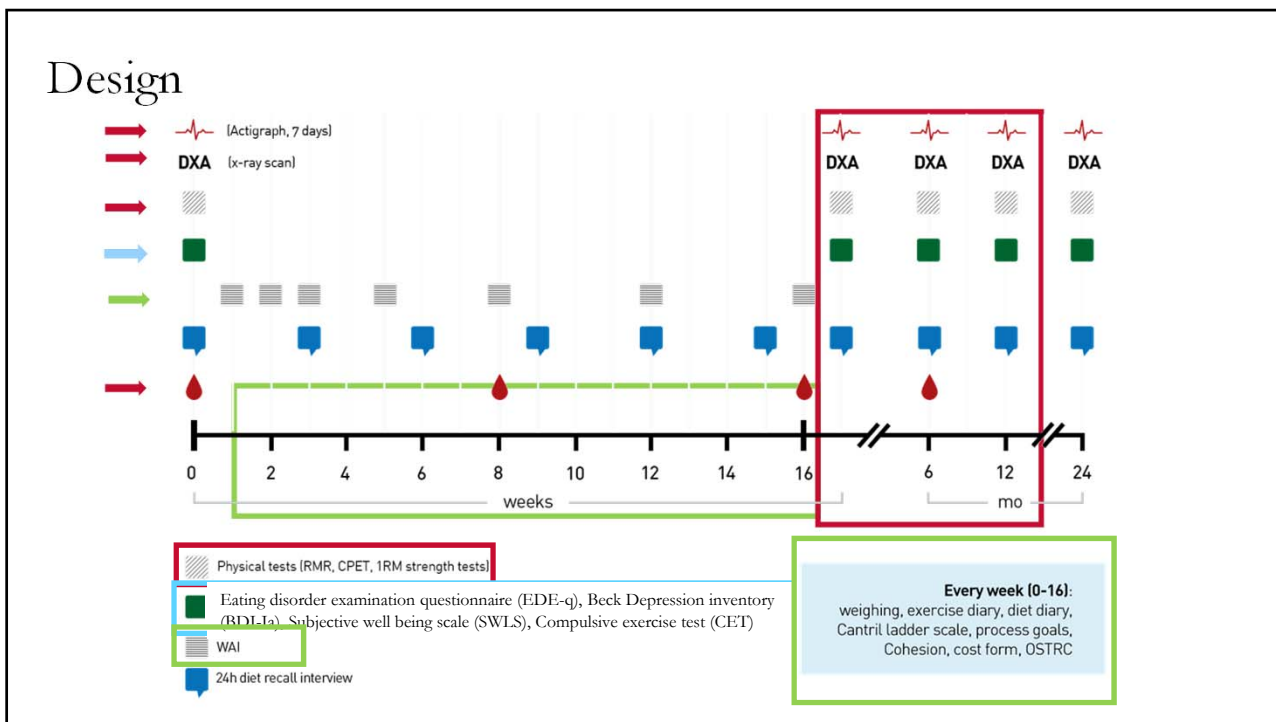 Design
(Actigraph, 7 days)
DXA (x-ray scan) DXA DXA DXA DXA
0 2 4 6 8 10 12 14 16 6 12 24
weeks mo
Physical tests (RMR, CPET, 1RM strength tests)
Eating disorder examination questionnaire (EDE-q), Beck Depression inventory
(BDI-Ia), Subjective well being scale (SWLS), Compulsive exercise test (CET)
WAI
24h diet recall interview
Every week (0-16):
weighing, exercise diary, diet diary,
Cantril ladder scale, process goals,
Cohesion, cost form, OSTRC